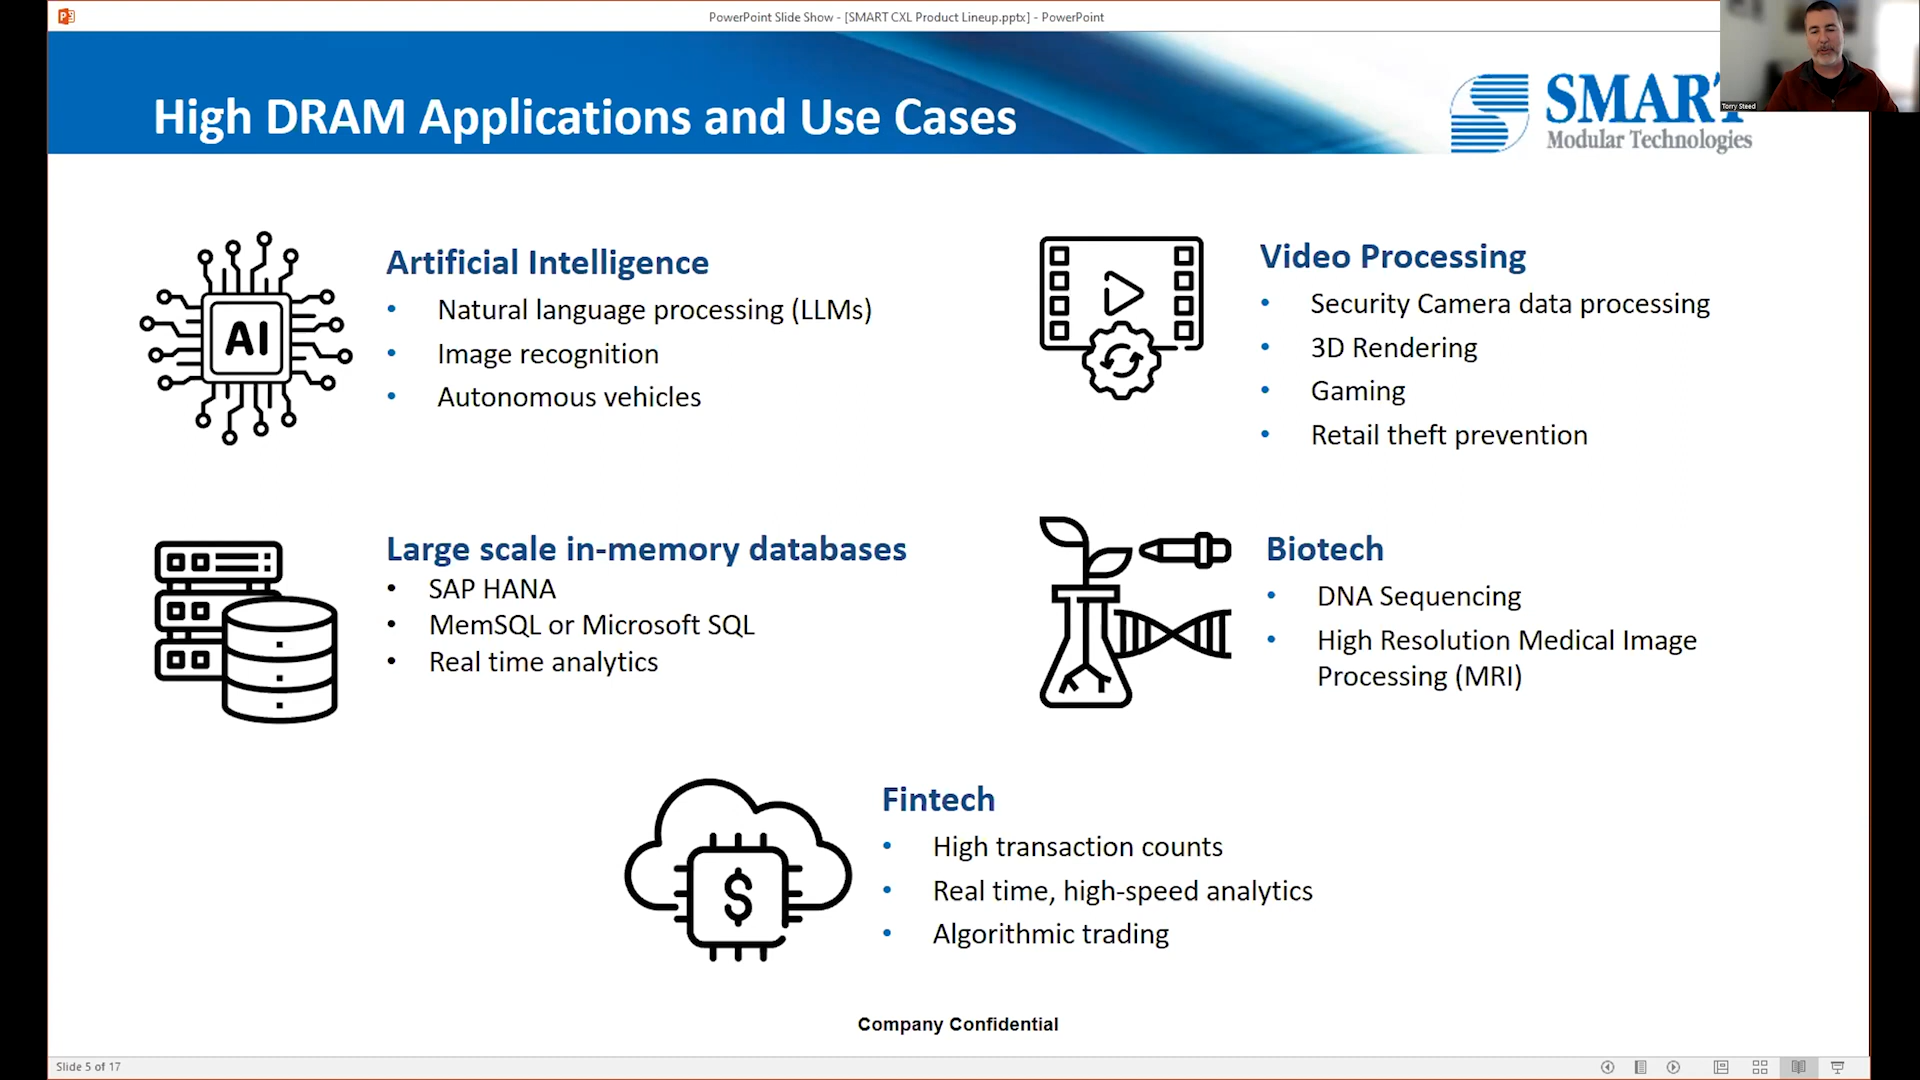 PowerPoint Slide Show - [SMART CXL Product Lineup.pptx] - PowerPoint
High DRAM Applications and Use Cases
SMART
Modular Technologies
Torry Steed
AI
Artificial Intelligence
• Natural language processing (LLMs)
• Image recognition
• Autonomous vehicles
Video Processing
• Security Camera data processing
• 3D Rendering
• Gaming
• Retail theft prevention
Large scale in-memory databases
• SAP HANA
• MemSQL or Microsoft SQL
• Real time analytics
Biotech
• DNA Sequencing
• High Resolution Medical Image
Processing (MRI)
$
Fintech
• High transaction counts
• Real time, high-speed analytics
• Algorithmic trading
Company Confidential
Slide 5 of 17